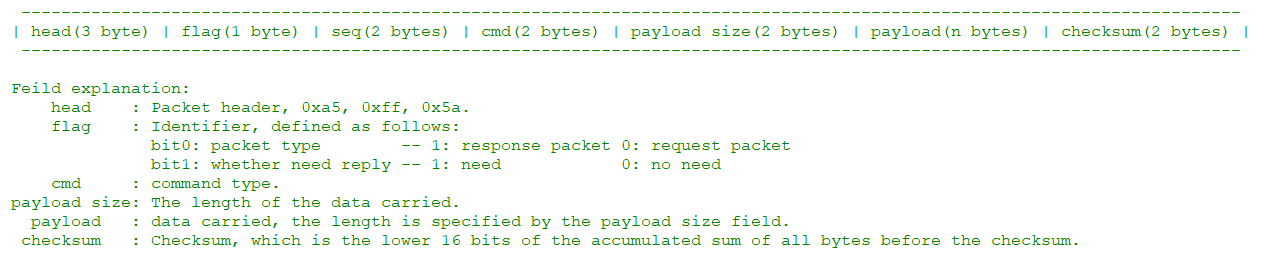 | head(3 byte) | flag(1 byte) | seq(2 bytes) | cmd(2 bytes) | payload size(2 bytes) | payload(n bytes) | checksum(2 bytes) |
Feild explanation:
head : Packet header, 0xa5, 0xff, 0x5a.
flag : Identifier, defined as follows:
bit0: packet type -- 1: response packet 0: request packet
bit1: whether need reply -- 1: need 0: no need
cmd : command type.
payload size: The length of the data carried.
payload : data carried, the length is specified by the payload size field.
checksum : Checksum, which is the lower 16 bits of the accumulated sum of all bytes before the checksum.